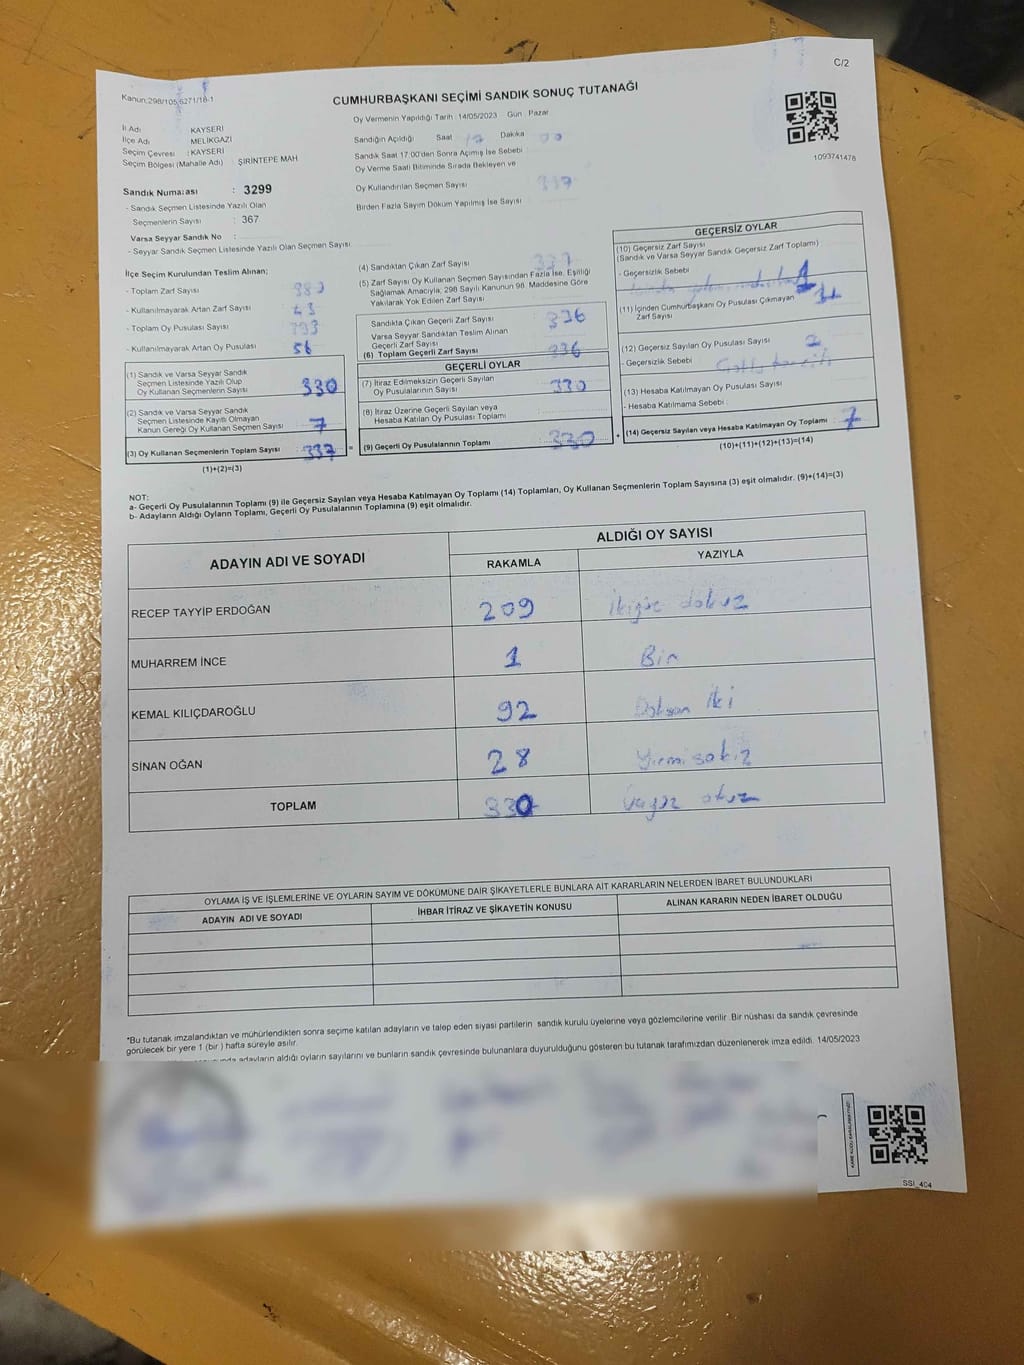 C/2
Kanun:298/105,6271/18-1
CUMHURBAŞKANI SEÇİMİ SANDIK SONUÇ TUTANAĞI
Oy Vermenin Yapıldığı Tarih : 14/05/2023 Gün : Pazar
İl Adı : KAYSERİ
İlçe Adı : MELİKGAZİ
Seçim Çevresi : KAYSERİ
Seçim Bölgesi (Mahalle Adı) : ŞİRİNTEPE MAH
Sandık Numarası : 3299
- Sandık Seçmen Listesinde Yazılı Olan
Seçmenlerin Sayısı : 367
Varsa Seyyar Sandık No :
- Seyyar Sandık Seçmen Listesinde Yazılı Olan Seçmen Sayısı
Sandığın Açıldığı Saat 17 Dakika 00
Sandık Saat 17:00'den Sonra Açımış İse Sebebi
Oy Verme Saati Bitiminde Sırada Bekleyen ve
Oy Kullandırılan Seçmen Sayısı 337
Birden Fazla Sayım Döküm Yapılmış İse Sayısı
1093741478
İlçe Seçim Kurulundan Teslim Alınan;
- Toplam Zarf Sayısı
- Kullanılmayarak Artan Zarf Sayısı 43
- Toplam Oy Pusulası Sayısı
- Kullanılmayarak Artan Oy Pusulası 56
(1) Sandık ve Varsa Seyyar Sandık
Seçmen Listesinde Yazılı Olup
Oy Kullanan Seçmenlerin Sayısı 330
(2) Sandık ve Varsa Seyyar Sandık
Seçmen Listesinde Kayıtlı Olmayan
Kanun Gereği Oy Kullanan Seçmen Sayısı 7
(3) Oy Kullanan Seçmenlerin Toplam Sayısı 337
(1)+(2)=(3)
(4) Sandıktan Çıkan Zarf Sayısı 337
(5) Zarf Sayısı Oy Kullanan Seçmen Sayısından Fazla İse, Eşitliği
Sağlamak Amacıyla, 298 Sayılı Kanunun 98. Maddesine Göre
Yakılarak Yok Edilen Zarf Sayısı
Sandıkta Çıkan Geçerli Zarf Sayısı 336
Varsa Seyyar Sandıktan Teslim Alınan
Geçerli Zarf Sayısı
(6) Toplam Geçerli Zarf Sayısı 336
GEÇERLİ OYLAR
(7) İtiraz Edilmeksizin Geçerli Sayılan
Oy Pusulalarının Sayısı 330
(8) İtiraz Üzerine Geçerli Sayılan veya
Hesaba Katılan Oy Pusulası Toplamı
= (9) Geçerli Oy Pusulalarının Toplamı 330
GEÇERSİZ OYLAR
(10) Geçersiz Zarf Sayısı
(Sandık ve Varsa Seyyar Sandık Geçersiz Zarf Toplamı)
- Geçersizlik Sebebi 1
(11) İçinden Cumhurbaşkanı Oy Pusulası Çıkmayan
Zarf Sayısı
(12) Geçersiz Sayılan Oy Pusulası Sayısı 2
- Geçersizlik Sebebi
(13) Hesaba Katılmayan Oy Pusulası Sayısı
- Hesaba Katılmama Sebebi :
+ (14) Geçersiz Sayılan veya Hesaba Katılmayan Oy Toplamı : 7
(10)+(11)+(12)+(13)=(14)
NOT:
a- Geçerli Oy Pusulalarının Toplamı (9) ile Geçersiz Sayılan veya Hesaba Katılmayan Oy Toplamı (14) Toplamları, Oy Kullanan Seçmenlerin Toplam Sayısına (3) eşit olmalıdır. (9)+(14)=(3)
b- Adayların Aldığı Oyların Toplamı, Geçerli Oy Pusulalarının Toplamına (9) eşit olmalıdır.
ADAYIN ADI VE SOYADI
ALDIĞI OY SAYISI
RAKAMLA YAZIYLA
RECEP TAYYİP ERDOĞAN 209 ikiyüz dokuz
MUHARREM İNCE 1 Bir
KEMAL KILIÇDAROĞLU 92 Doksan iki
SİNAN OĞAN 28 Yirmi sekiz
TOPLAM 330 üçyüz otuz
OYLAMA İŞ VE İŞLEMLERİNE VE OYLARIN SAYIM VE DÖKÜMÜNE DAİR ŞİKAYETLERLE BUNLARA AİT KARARLARIN NELERDEN İBARET BULUNDUKLARI
ADAYIN ADI VE SOYADI İHBAR İTİRAZ VE ŞİKAYETİN KONUSU ALINAN KARARIN NEDEN İBARET OLDUĞU
*Bu tutanak imzalandıktan ve mühürlendikten sonra seçime katılan adayların ve talep eden siyasi partilerin sandık kurulu üyelerine veya gözlemcilerine verilir. Bir nüshası da sandık çevresinde
görülecek bir yere 1 (bir ) hafta süreyle asılır.
adayların aldığı oyların sayılarını ve bunların sandık çevresinde bulunanlara duyurulduğunu gösteren bu tutanak tarafımızdan düzenlenerek imza edildi. 14/05/2023
SSI_404